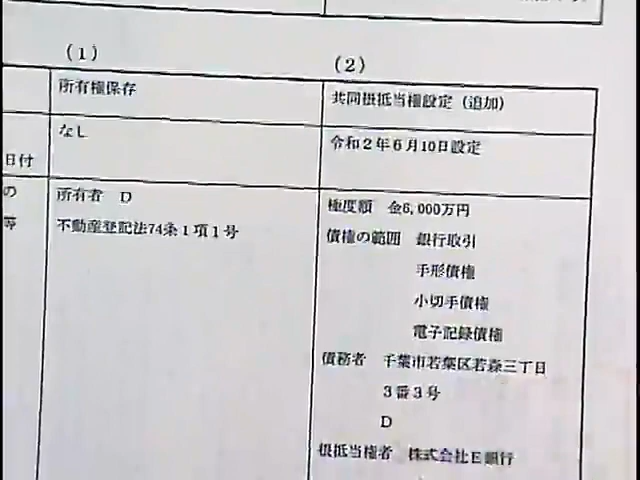 (1)
(2)
所有権保存
共同根抵当権設定（追加）
なし
令和２年６月10日設定
日付
の
等
所有者 D
不動産登記法74条１項１号
極度額 金6,000万円
債権の範囲 銀行取引
手形債権
小切手債権
電子記録債権
債務者 千葉市若葉区若森三丁目
３番３号
D
根抵当権者 株式会社E銀行